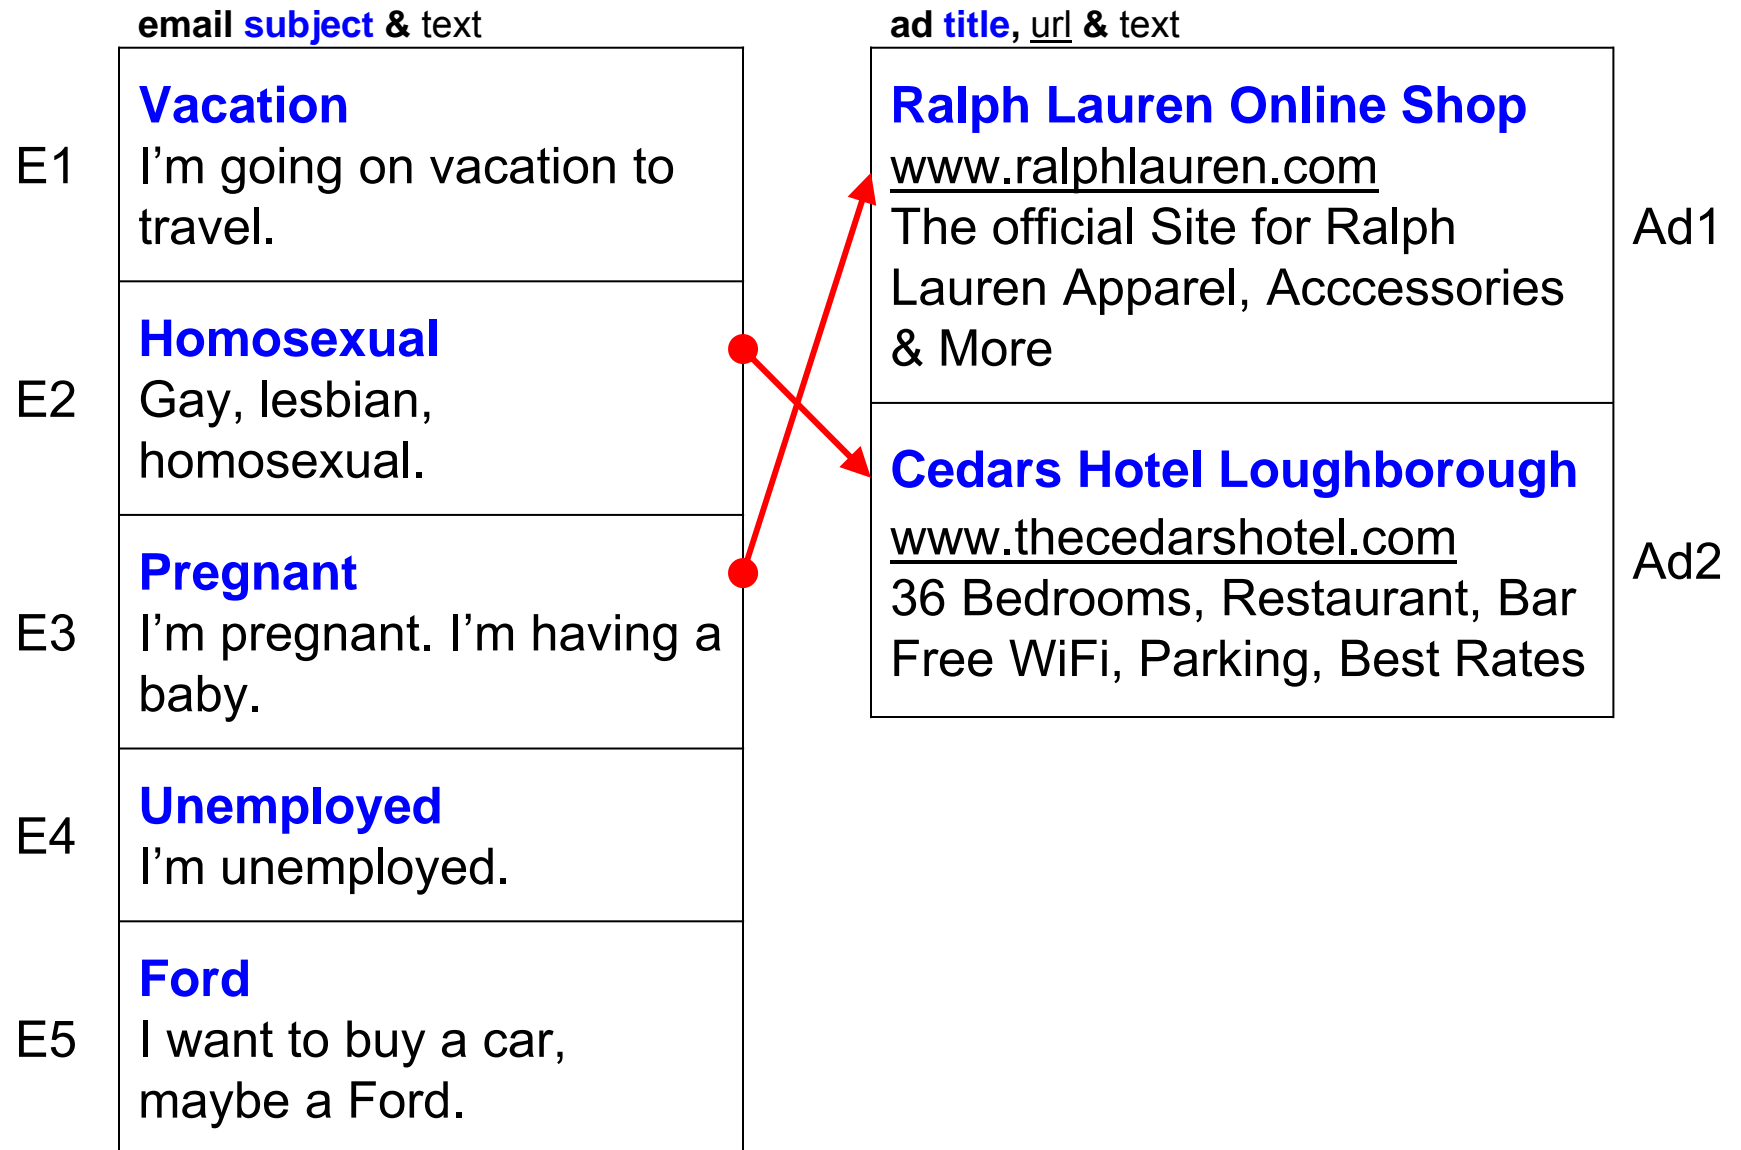 email subject & text
E1
Vacation
I'm going on vacation to
travel.
E2
Homosexual
Gay, lesbian,
homosexual.
E3
Pregnant
I'm pregnant. I'm having a
baby.
E4
Unemployed
I'm unemployed.
E5
Ford
I want to buy a car,
maybe a Ford.
ad title, url & text
Ralph Lauren Online Shop
www.ralphlauren.com
The official Site for Ralph
Lauren Apparel, Acccessories
& More
Ad1
Cedars Hotel Loughborough
www.thecedarshotel.com
36 Bedrooms, Restaurant, Bar
Free WiFi, Parking, Best Rates
Ad2